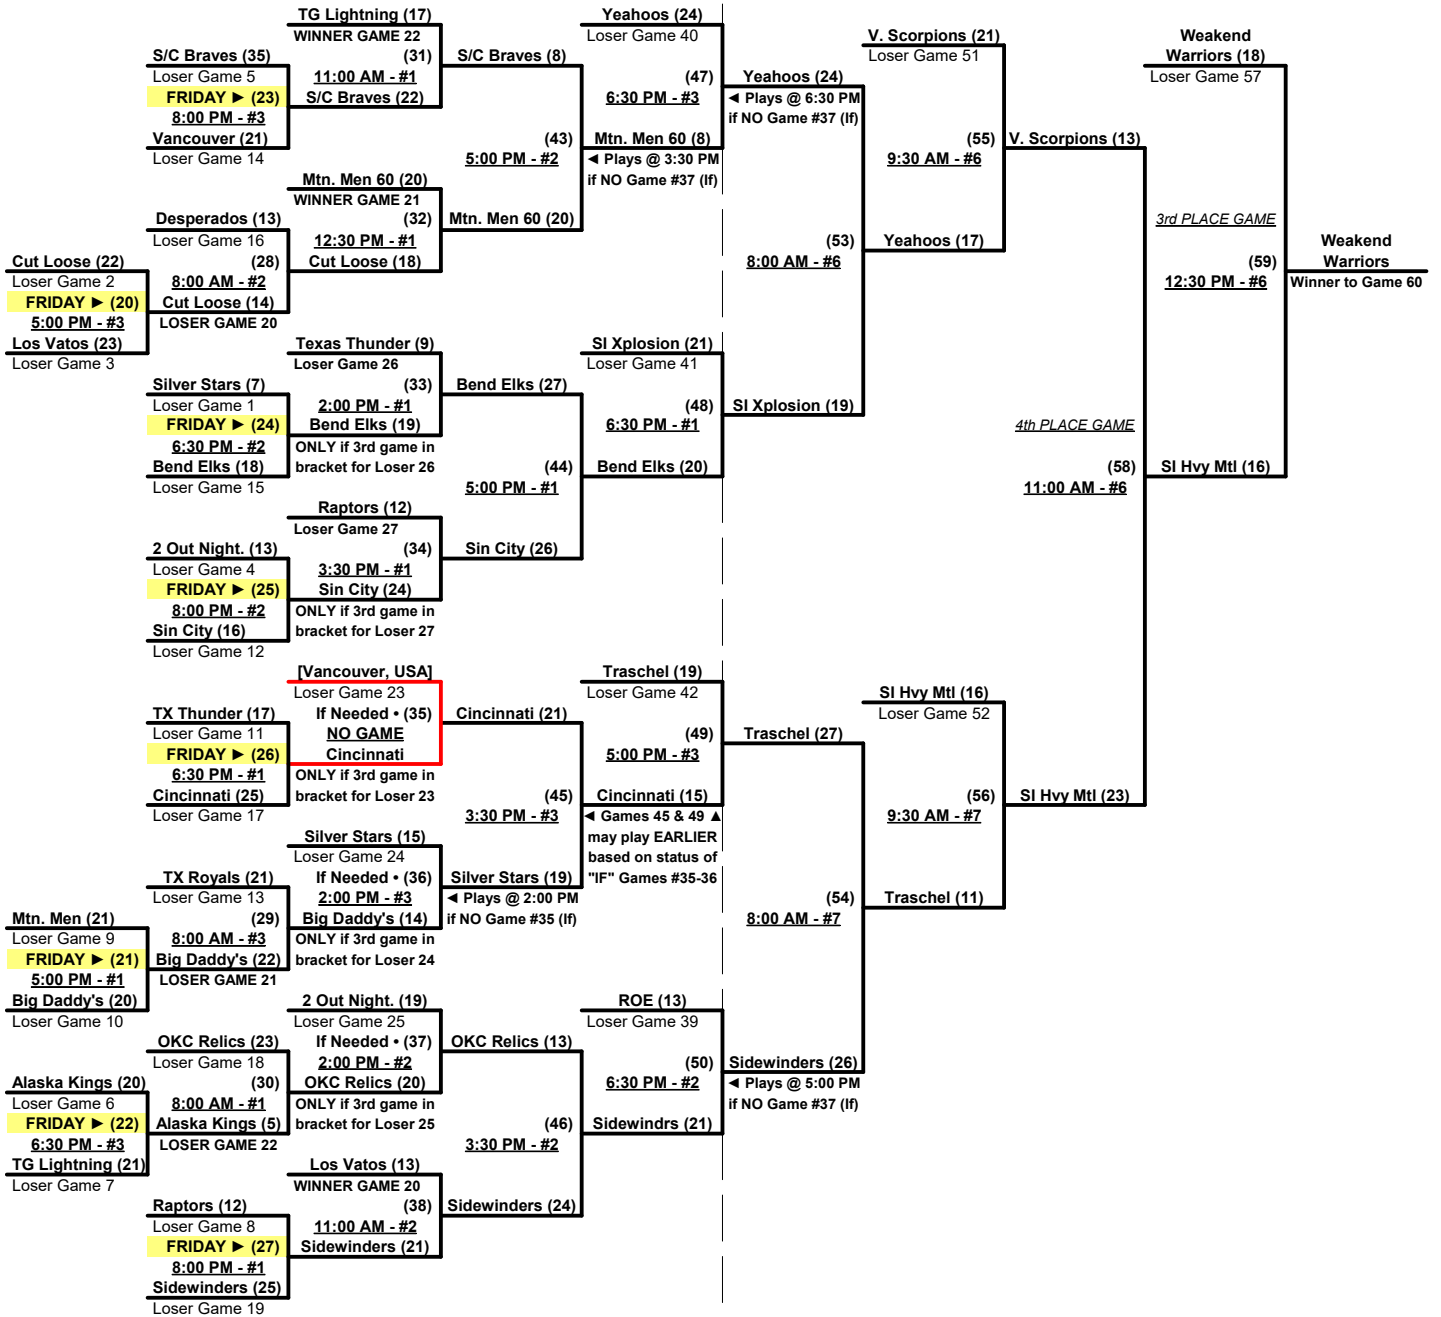 TG Lightning (17)
WINNER GAME 22
S/C Braves (35)
(31)
S/C Braves (8)
Loser Game 5
11:00 AM - #1
FRIDAY ► (23)
S/C Braves (22)
8:00 PM - #3
Vancouver (21)
Loser Game 14
(43)
5:00 PM - #2
Mtn. Men 60 (20)
WINNER GAME 21
Desperados (13)
(32)
Mtn. Men 60 (20)
Loser Game 16
12:30 PM - #1
Cut Loose (22)
(28)
Cut Loose (18)
Loser Game 2
8:00 AM - #2
FRIDAY ► (20)
Cut Loose (14)
5:00 PM - #3
LOSER GAME 20
Los Vatos (23)
Loser Game 3
Yeahoos (24)
Loser Game 40
(47)
6:30 PM - #3
Mtn. Men 60 (8)
◄ Plays @ 3:30 PM
if NO Game #37 (If)
Yeahoos (24)
◄ Plays @ 6:30 PM
if NO Game #37 (If)
V. Scorpions (21)
Loser Game 51
(55)
9:30 AM - #6
V. Scorpions (13)
(53)
8:00 AM - #6
Yeahoos (17)
Weakend
Warriors (18)
Loser Game 57
3rd PLACE GAME
(59)
12:30 PM - #6
Weakend
Warriors
Winner to Game 60
Texas Thunder (9)
Loser Game 26
Silver Stars (7)
(33)
Bend Elks (27)
Loser Game 1
2:00 PM - #1
FRIDAY ► (24)
Bend Elks (19)
6:30 PM - #2
ONLY if 3rd game in
bracket for Loser 26
Bend Elks (18)
Loser Game 15
SI Xplosion (21)
Loser Game 41
(48)
6:30 PM - #1
SI Xplosion (19)
(44)
5:00 PM - #1
Bend Elks (20)
4th PLACE GAME
(58)
11:00 AM - #6
SI Hvy Mtl (16)
Raptors (12)
Loser Game 27
2 Out Night. (13)
(34)
Sin City (26)
Loser Game 4
3:30 PM - #1
FRIDAY ► (25)
Sin City (24)
8:00 PM - #2
ONLY if 3rd game in
bracket for Loser 27
Sin City (16)
Loser Game 12
[Vancouver, USA]
Loser Game 23
TX Thunder (17)
If Needed • (35)
Cincinnati (21)
Loser Game 11
NO GAME
FRIDAY ► (26)
Cincinnati
6:30 PM - #1
ONLY if 3rd game in
bracket for Loser 23
Cincinnati (25)
Loser Game 17
(45)
3:30 PM - #3
Traschel (19)
Loser Game 42
(49)
5:00 PM - #3
Traschel (27)
Cincinnati (15)
◄ Games 45 & 49 ▲
may play EARLIER
based on status of
"IF" Games #35-36
SI Hvy Mtl (16)
Loser Game 52
(56)
9:30 AM - #7
SI Hvy Mtl (23)
Silver Stars (15)
Loser Game 24
TX Royals (21)
If Needed • (36)
Silver Stars (19)
Loser Game 13
2:00 PM - #3
◄ Plays @ 2:00 PM
if NO Game #35 (If)
Mtn. Men (21)
(29)
Big Daddy's (14)
Loser Game 9
8:00 AM - #3
ONLY if 3rd game in
bracket for Loser 24
FRIDAY ► (21)
Big Daddy's (22)
5:00 PM - #1
LOSER GAME 21
Big Daddy's (20)
Loser Game 10
(54)
8:00 AM - #7
Traschel (11)
2 Out Night. (19)
Loser Game 25
OKC Relics (23)
If Needed • (37)
OKC Relics (13)
Loser Game 18
2:00 PM - #2
Alaska Kings (20)
(30)
OKC Relics (20)
Loser Game 6
8:00 AM - #1
ONLY if 3rd game in
bracket for Loser 25
FRIDAY ► (22)
Alaska Kings (5)
6:30 PM - #3
LOSER GAME 22
TG Lightning (21)
Loser Game 7
ROE (13)
Loser Game 39
(50)
6:30 PM - #2
Sidewinders (26)
◄ Plays @ 5:00 PM
if NO Game #37 (If)
(46)
3:30 PM - #2
Sidewindrs (21)
Los Vatos (13)
WINNER GAME 20
Raptors (12)
(38)
Sidewinders (24)
Loser Game 8
11:00 AM - #2
FRIDAY ► (27)
Sidewinders (21)
8:00 PM - #1
Sidewinders (25)
Loser Game 19